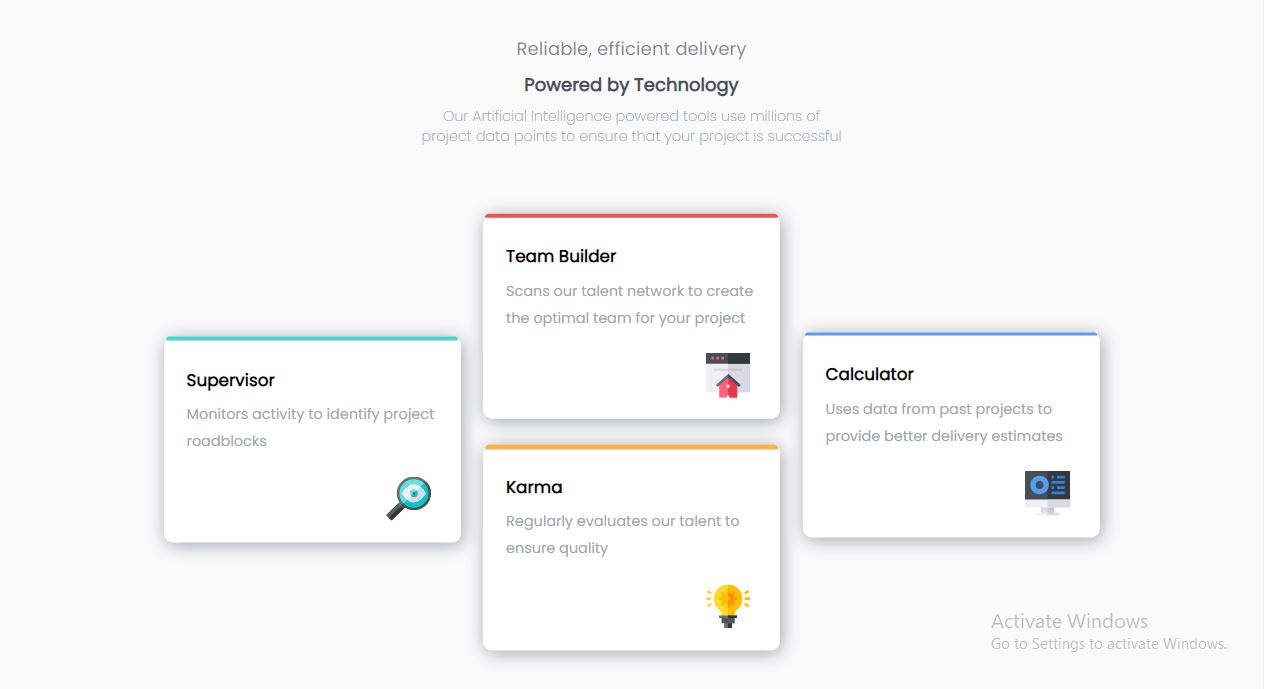 Reliable, efficient delivery
Powered by Technology
Our Artificial Intelligence powered tools use millions of
project data points to ensure that your project is successful
Supervisor
Monitors activity to identify project
roadblocks
Team Builder
Scans our talent network to create
the optimal team for your project
Karma
Regularly evaluates our talent to
ensure quality
Calculator
Uses data from past projects to
provide better delivery estimates
Activate Windows
Go to Settings to activate Windows.